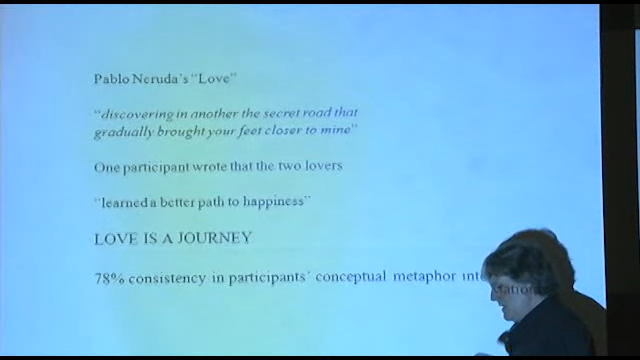 Pablo Neruda's "Love"
"discovering in another the secret road that
gradually brought your feet closer to mine"
One participant wrote that the two lovers
"learned a better path to happiness"
LOVE IS A JOURNEY
78% consistency in participants' conceptual metaphor